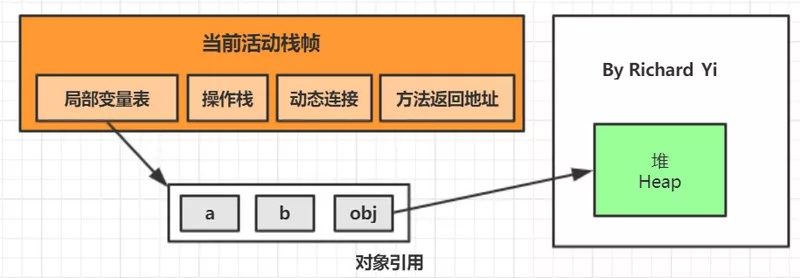 当前活动栈帧
局部变量表
操作栈
动态连接
方法返回地址
a
b
obj
对象引用
By Richard Yi
堆
Heap